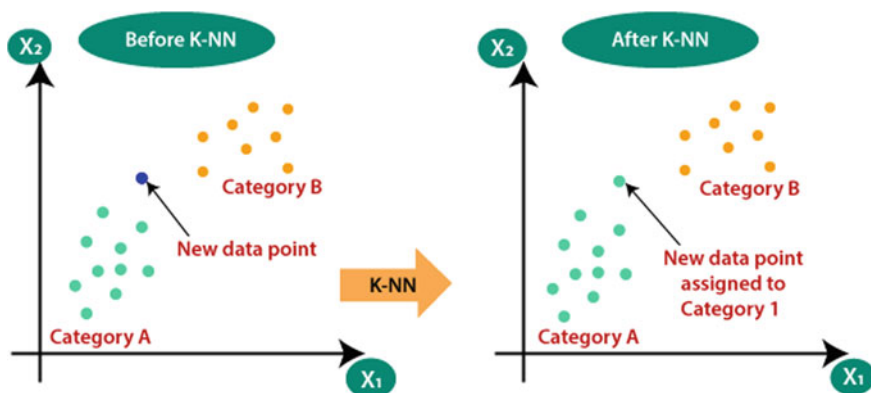 Before K-NN
X₂
Category B
New data point
Category A
X₁
K-NN
After K-NN
X₂
Category B
New data point
assigned to
Category 1
Category A
X₁